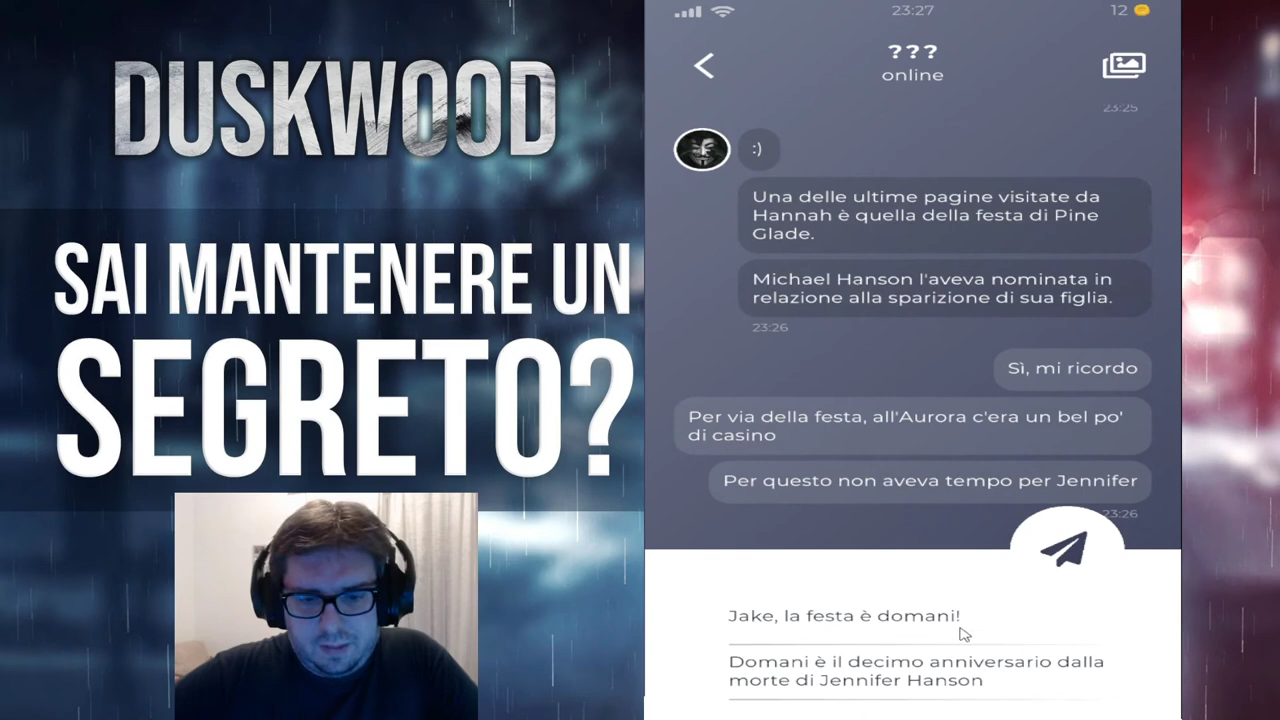 DUSKWOOD
SAI MANTENERE UN
SEGRETO?
23:27
12
???
online
23:25
:)
Una delle ultime pagine visitate da
Hannah è quella della festa di Pine
Glade.
Michael Hanson l'aveva nominata in
relazione alla sparizione di sua figlia.
23:26
Sì, mi ricordo
Per via della festa, all'Aurora c'era un bel po'
di casino
Per questo non aveva tempo per Jennifer
23:26
Jake, la festa è domani!
Domani è il decimo anniversario dalla
morte di Jennifer Hanson